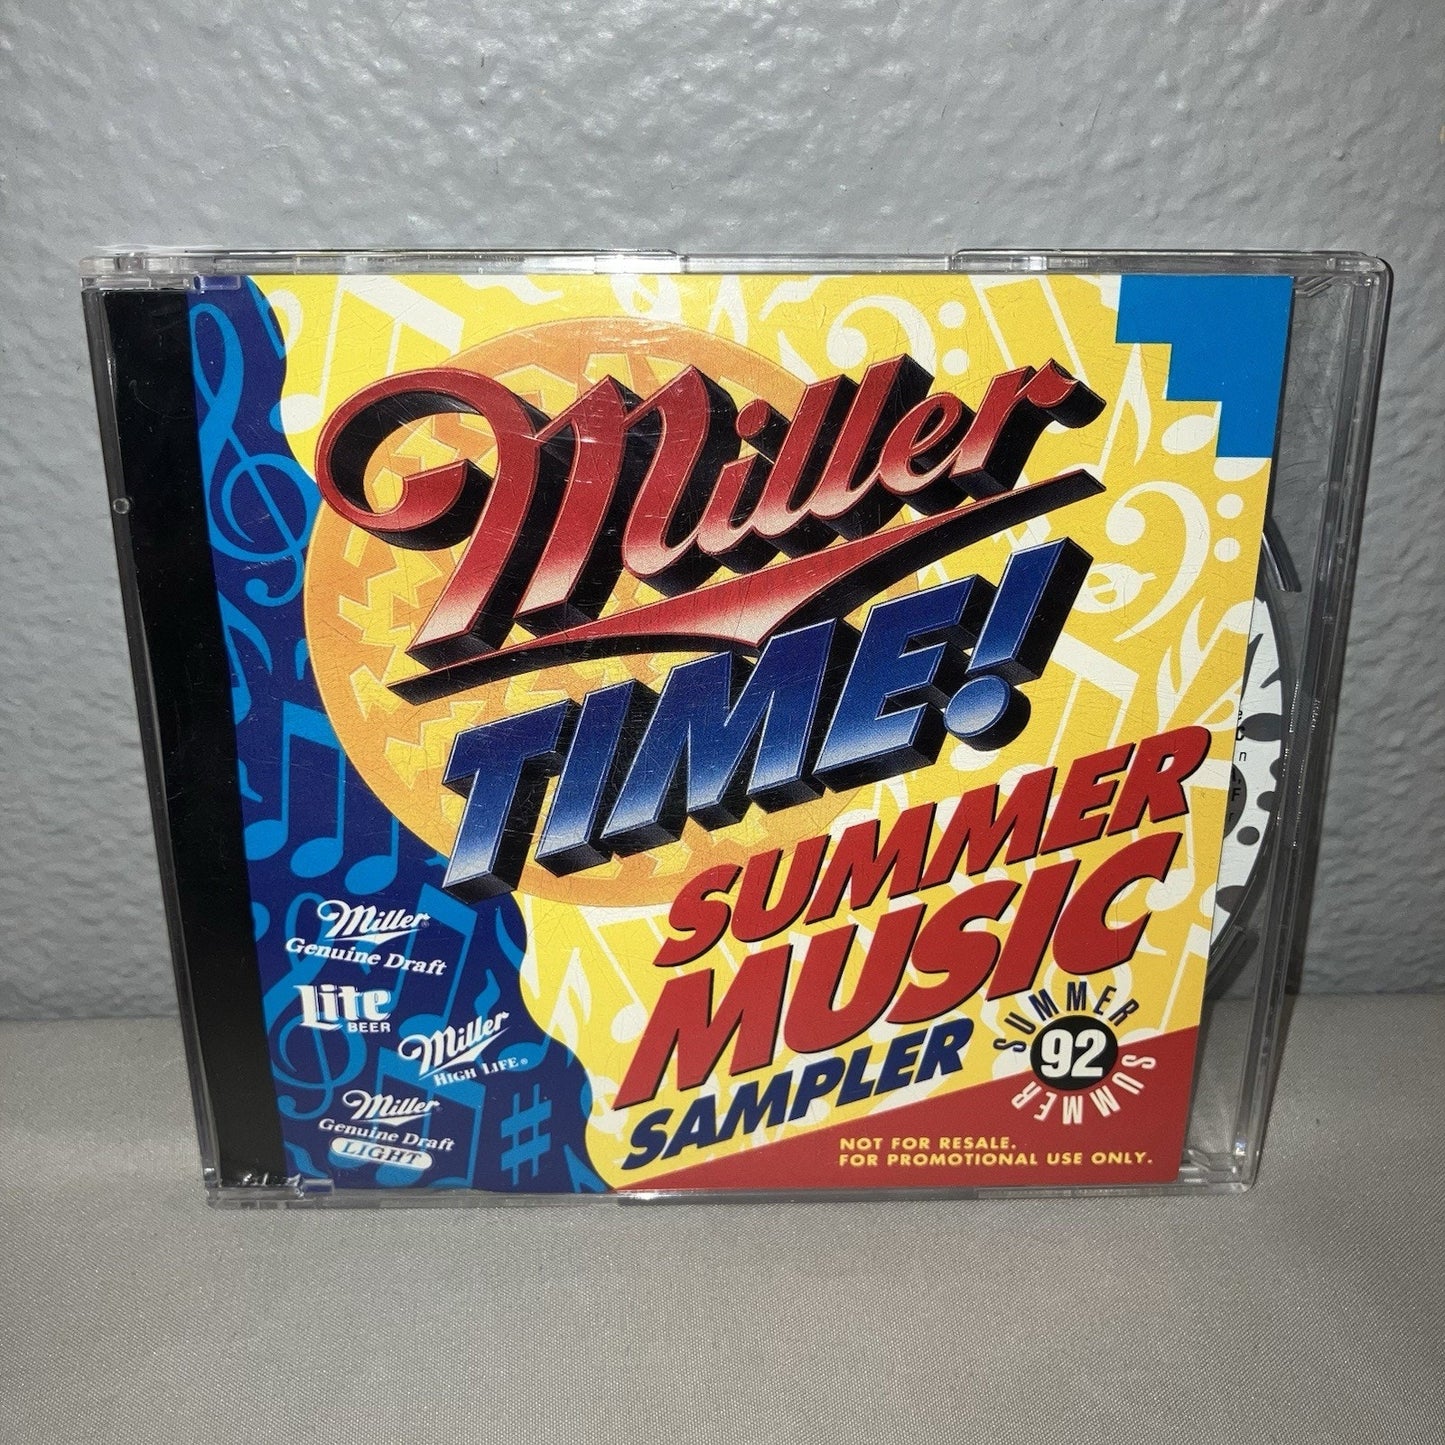 Miller
TIME!
SUMMER
MUSIC
SAMPLER
SUMMER
92
SUMMER
SUMMER
Miller
Genuine Draft
Lite
BEER
Miller
HIGH LIFE®
Miller
Genuine Draft
LIGHT
NOT FOR RESALE.
FOR PROMOTIONAL USE ONLY.